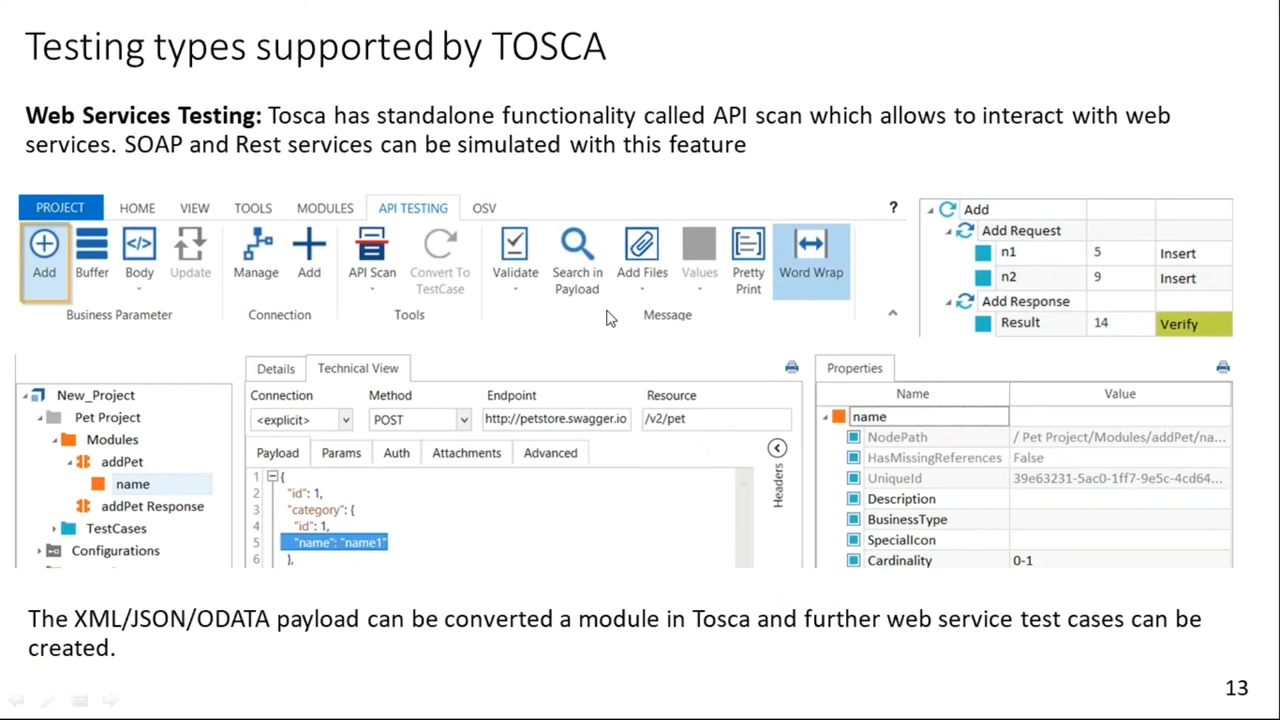 Testing types supported by TOSCA
Web Services Testing: Tosca has standalone functionality called API scan which allows to interact with web
services. SOAP and Rest services can be simulated with this feature
PROJECT HOME VIEW TOOLS MODULES API TESTING OSV ?
Add Buffer Body Update Manage Add API Scan Convert To TestCase Validate Search in Payload Add Files Values Pretty Print Word Wrap
Business Parameter Connection Tools Message
Add
Add Request
n1 5 Insert
n2 9 Insert
Add Response
Result 14 Verify
New_Project
Pet Project
Modules
addPet
name
addPet Response
TestCases
Configurations
Details Technical View
Connection Method Endpoint Resource
<explicit> POST http://petstore.swagger.io /v2/pet
Payload Params Auth Attachments Advanced
Headers
1 {
2 "id": 1,
3 "category": {
4 "id": 1,
5 "name": "name1"
6 },
Properties
Name Value
name
NodePath / Pet Project/Modules/addPet/na...
HasMissingReferences False
UniqueId 39e63231-5ac0-1ff7-9e5c-4cd64...
Description
BusinessType
SpecialIcon
Cardinality 0-1
The XML/JSON/ODATA payload can be converted a module in Tosca and further web service test cases can be
created.
13